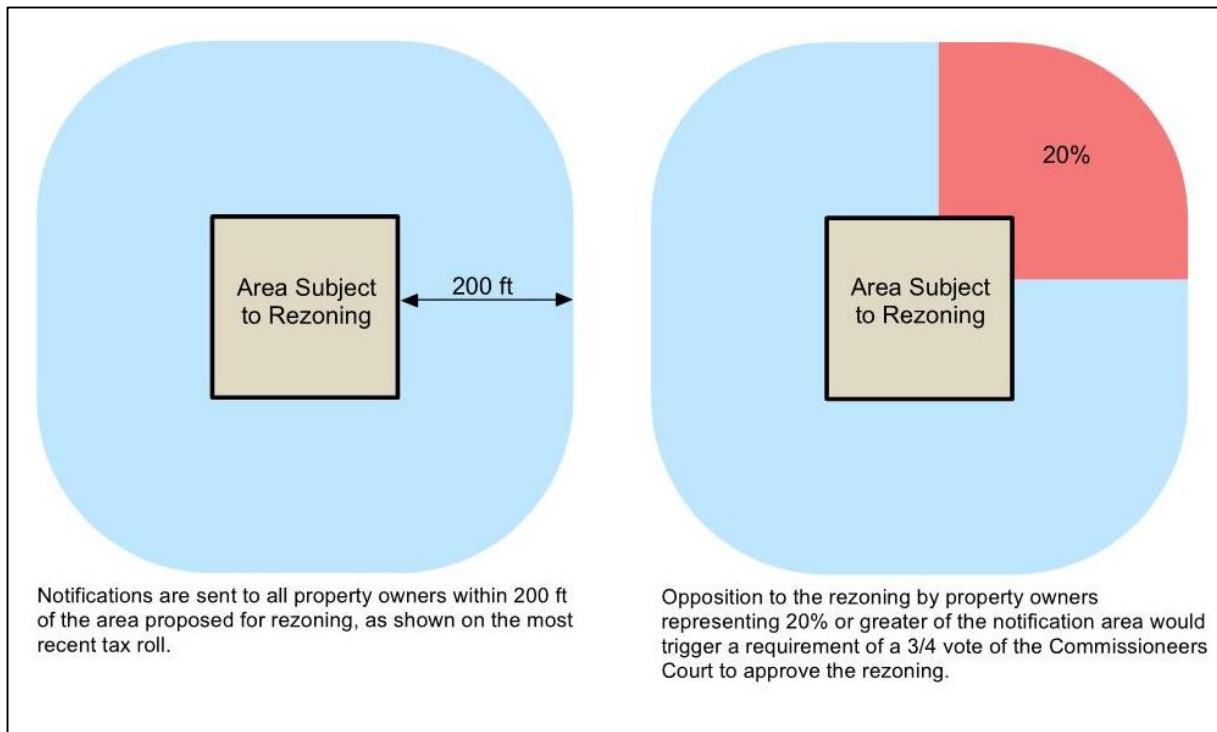 Area Subject
to Rezoning
200 ft
Notifications are sent to all property owners within 200 ft
of the area proposed for rezoning, as shown on the most
recent tax roll.
20%
Area Subject
to Rezoning
Opposition to the rezoning by property owners
representing 20% or greater of the notification area would
trigger a requirement of a 3/4 vote of the Commissioneers
Court to approve the rezoning.